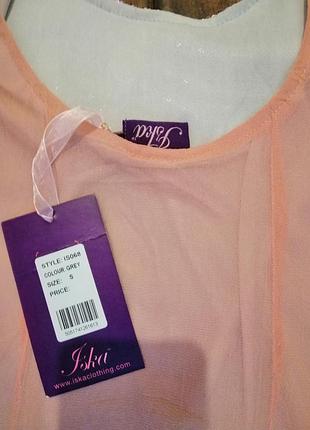 Iska
STYLE: IS068
COLOUR: GREY
SIZE: S
PRICE:
Iska
www.iskaclothing.com